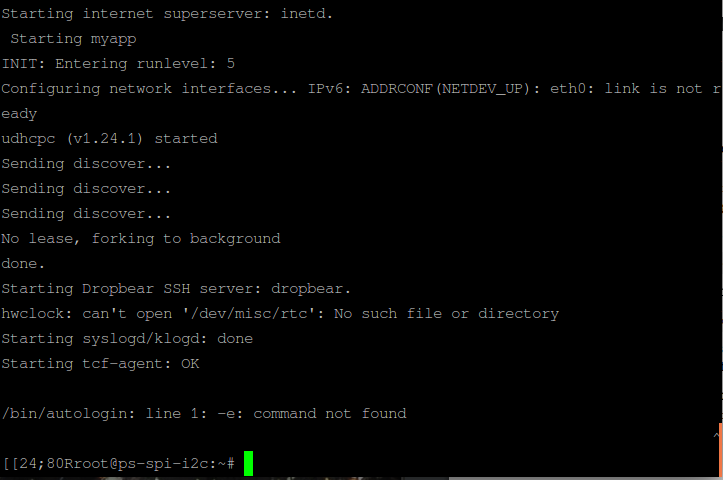 Starting internet superserver: inetd.
 Starting myapp
INIT: Entering runlevel: 5
Configuring network interfaces... IPv6: ADDRCONF(NETDEV_UP): eth0: link is not r
eady
udhcpc (v1.24.1) started
Sending discover...
Sending discover...
Sending discover...
No lease, forking to background
done.
Starting Dropbear SSH server: dropbear.
hwclock: can't open '/dev/misc/rtc': No such file or directory
Starting syslogd/klogd: done
Starting tcf-agent: OK

/bin/autologin: line 1: -e: command not found
^
[[24;80Rroot@ps-spi-i2c:~#